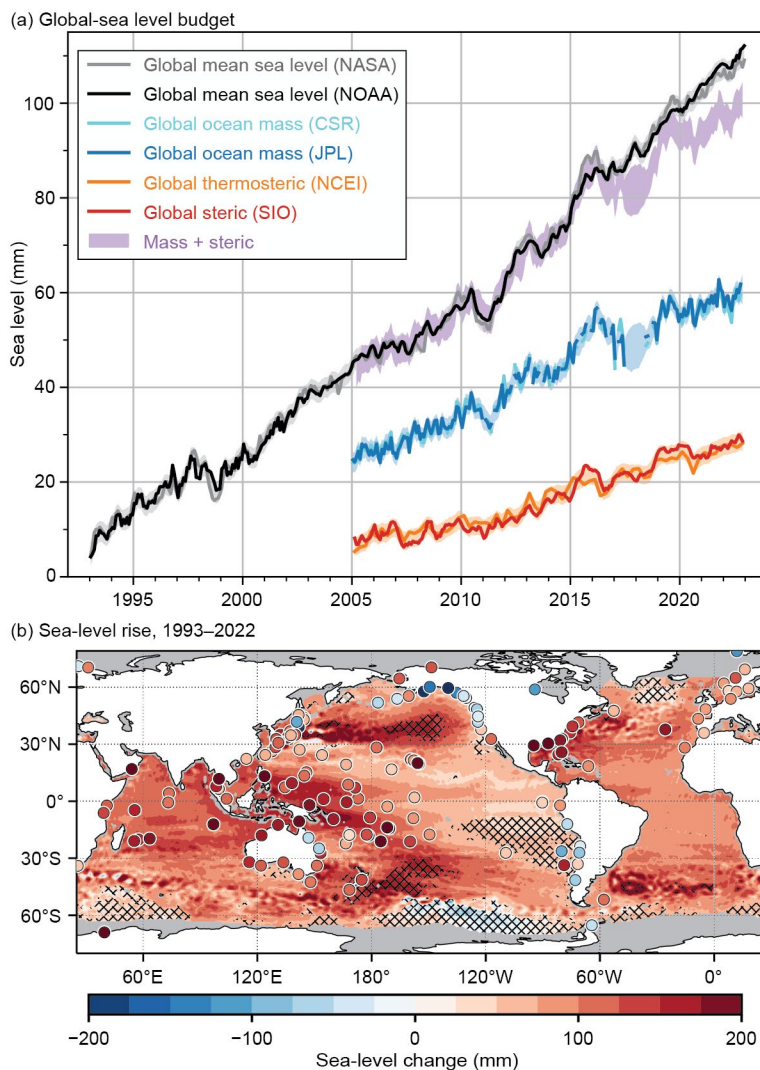 (a) Global-sea level budget
Global mean sea level (NASA)
Global mean sea level (NOAA)
Global ocean mass (CSR)
Global ocean mass (JPL)
Global thermosteric (NCEI)
Global steric (SIO)
Mass + steric
Sea level (mm)
100
80
60
40
20
0
1995 2000 2005 2010 2015 2020
(b) Sea-level rise, 1993–2022
60°N
30°N
0°
30°S
60°S
60°E 120°E 180° 120°W 60°W 0°
−200 −100 0 100 200
Sea-level change (mm)